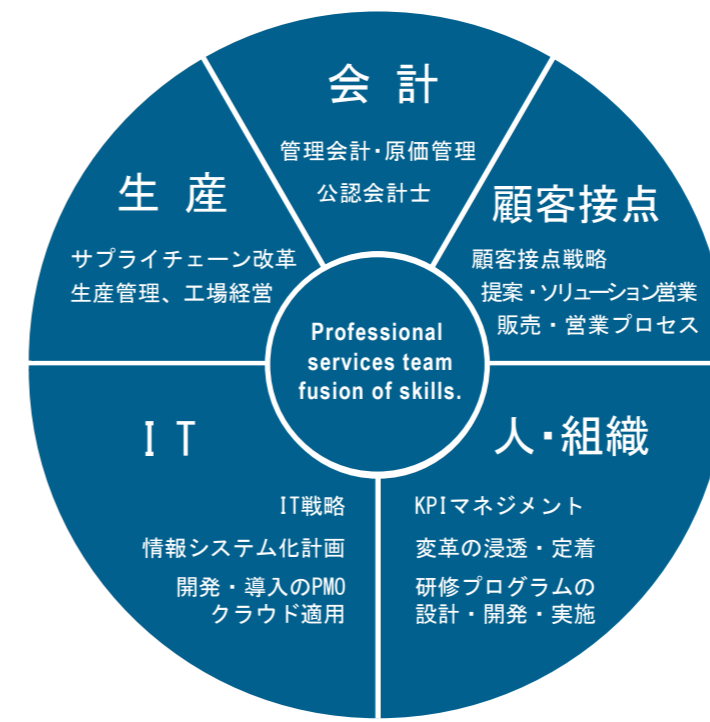 会 計
管理会計・原価管理
公認会計士
生 産
サプライチェーン改革
生産管理、工場経営
顧客接点
顧客接点戦略
提案・ソリューション営業
販売・営業プロセス
Professional
services team
fusion of skills.
IT
IT戦略
情報システム化計画
開発・導入のPMO
クラウド適用
人・組織
KPIマネジメント
変革の浸透・定着
研修プログラムの
設計・開発・実施